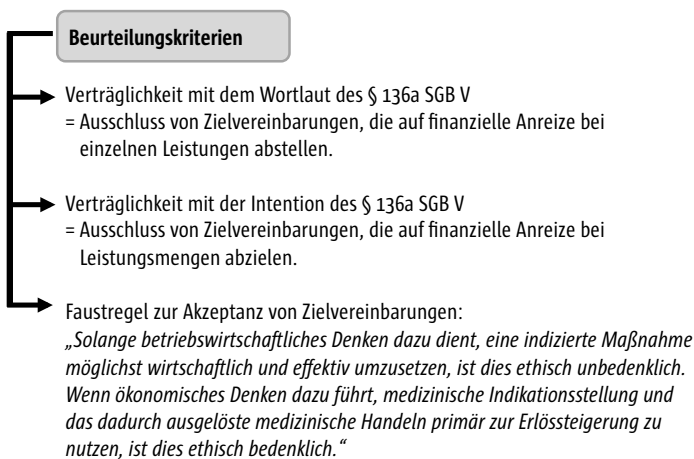 Beurteilungskriterien
Verträglichkeit mit dem Wortlaut des § 136a SGB V
= Ausschluss von Zielvereinbarungen, die auf finanzielle Anreize bei
einzelnen Leistungen abstellen.
Verträglichkeit mit der Intention des § 136a SGB V
= Ausschluss von Zielvereinbarungen, die auf finanzielle Anreize bei
Leistungsmengen abzielen.
Faustregel zur Akzeptanz von Zielvereinbarungen:
„Solange betriebswirtschaftliches Denken dazu dient, eine indizierte Maßnahme
möglichst wirtschaftlich und effektiv umzusetzen, ist dies ethisch unbedenklich.
Wenn ökonomisches Denken dazu führt, medizinische Indikationsstellung und
das dadurch ausgelöste medizinische Handeln primär zur Erlössteigerung zu
nutzen, ist dies ethisch bedenklich.“